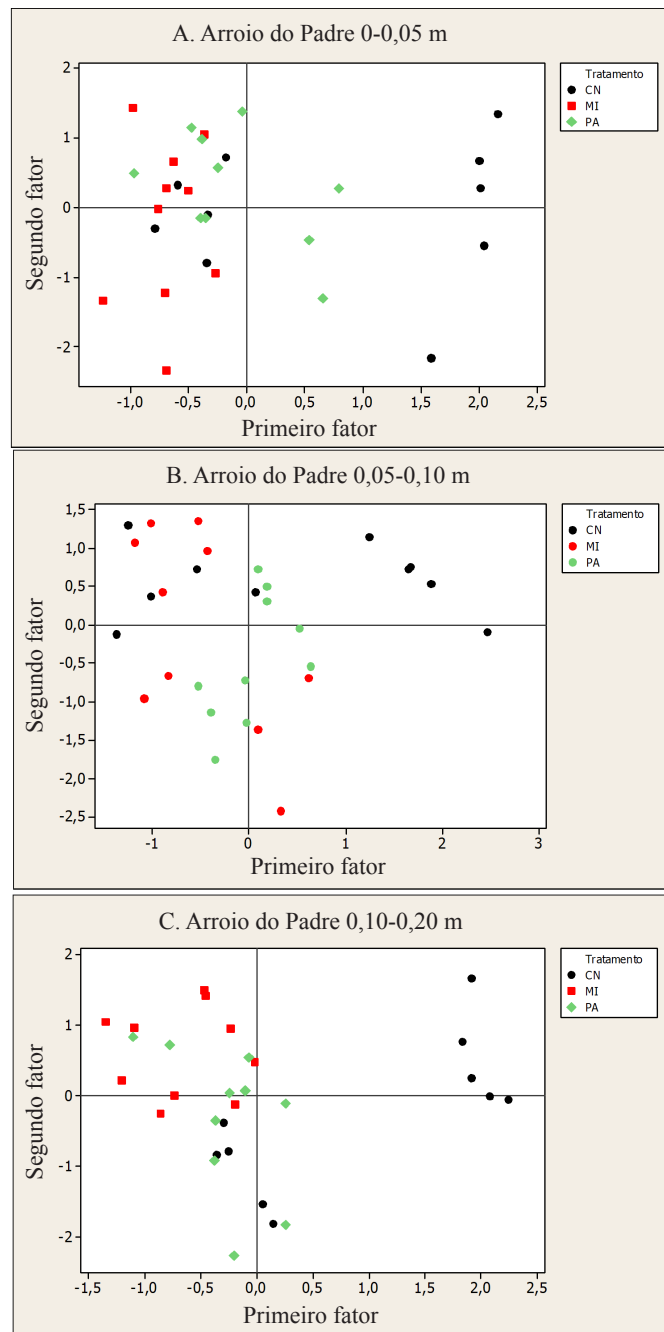 A. Arroio do Padre 0-0,05 m
Tratamento
CN
MI
PA
2
1
0
-1
-2
Segundo fator
-1,0 -0,5 0,0 0,5 1,0 1,5 2,0 2,5
Primeiro fator
B. Arroio do Padre 0,05-0,10 m
Tratamento
CN
MI
PA
1,5
1,0
0,5
0,0
-0,5
-1,0
-1,5
-2,0
-2,5
Segundo fator
-1 0 1 2 3
Primeiro fator
C. Arroio do Padre 0,10-0,20 m
Tratamento
CN
MI
PA
2
1
0
-1
-2
Segundo fator
-1,5 -1,0 -0,5 0,0 0,5 1,0 1,5 2,0 2,5
Primeiro fator